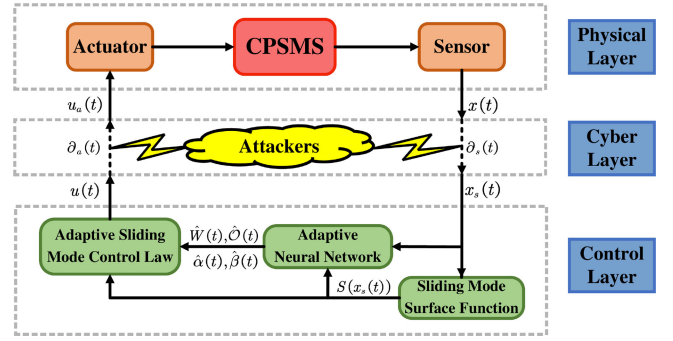 Actuator
CPSMS
Sensor
Physical
Layer
u_a(t)
x(t)
∂_a(t)
Attackers
∂_s(t)
Cyber
Layer
u(t)
x_s(t)
Adaptive Sliding
Mode Control Law
Ŵ(t),𝒪̂(t)
α̂(t),β̂(t)
Adaptive
Neural Network
Control
Layer
S(x_s(t))
Sliding Mode
Surface Function